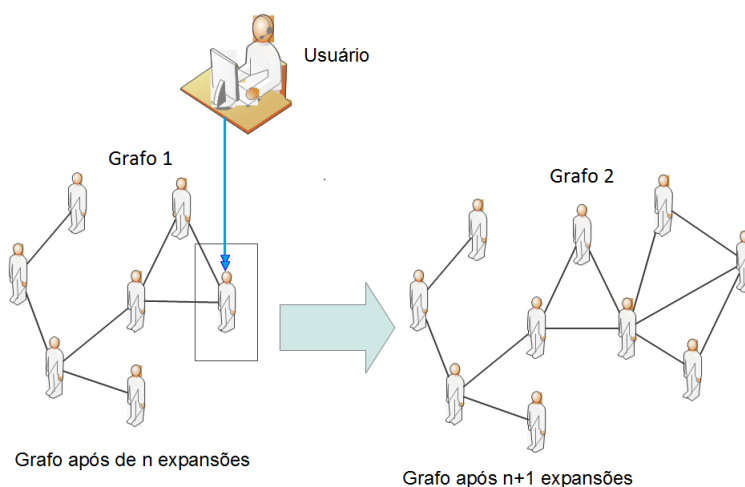 Usuário
Grafo 1
Grafo 2
Grafo após de n expansões
Grafo após n+1 expansões